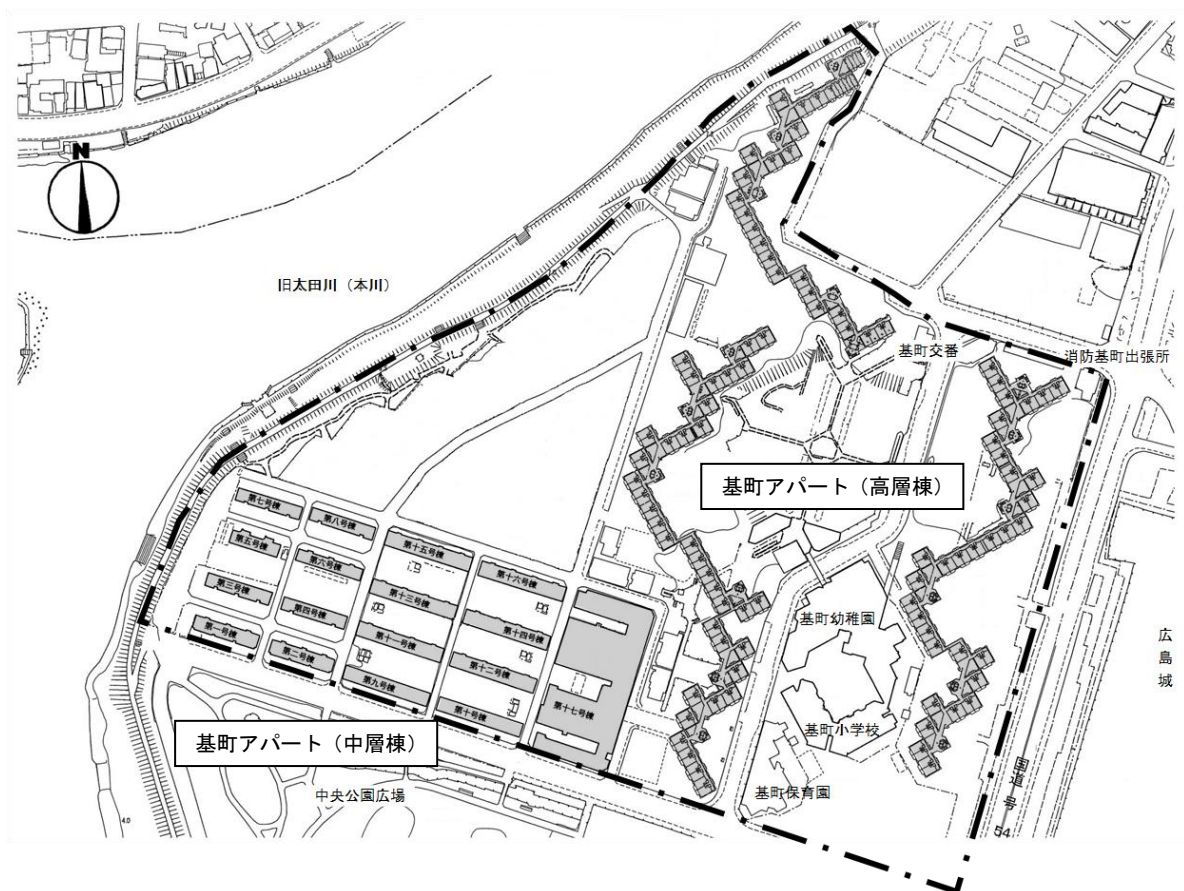 N
旧太田川（本川）
基町交番
消防基町出張所
基町アパート（高層棟）
第七号棟
第八号棟
第十五号棟
第十六号棟
第五号棟
第六号棟
第十三号棟
第十四号棟
第三号棟
第四号棟
第十一号棟
第十二号棟
第一号棟
第二号棟
第九号棟
第十号棟
第十七号棟
基町幼稚園
基町小学校
基町保育園
広島城
国道
号
54
基町アパート（中層棟）
中央公園広場
4.0